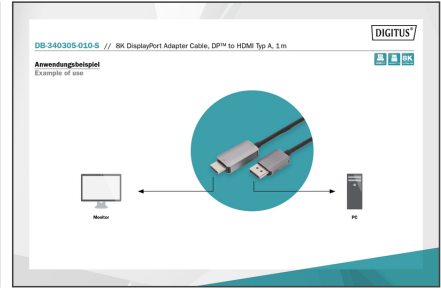 DIGITUS®
DB-340305-010-S // 8K DisplayPort Adapter Cable, DP™ to HDMI Typ A, 1 m
8K
Anwendungsbeispiel
Example of use
Monitor
PC